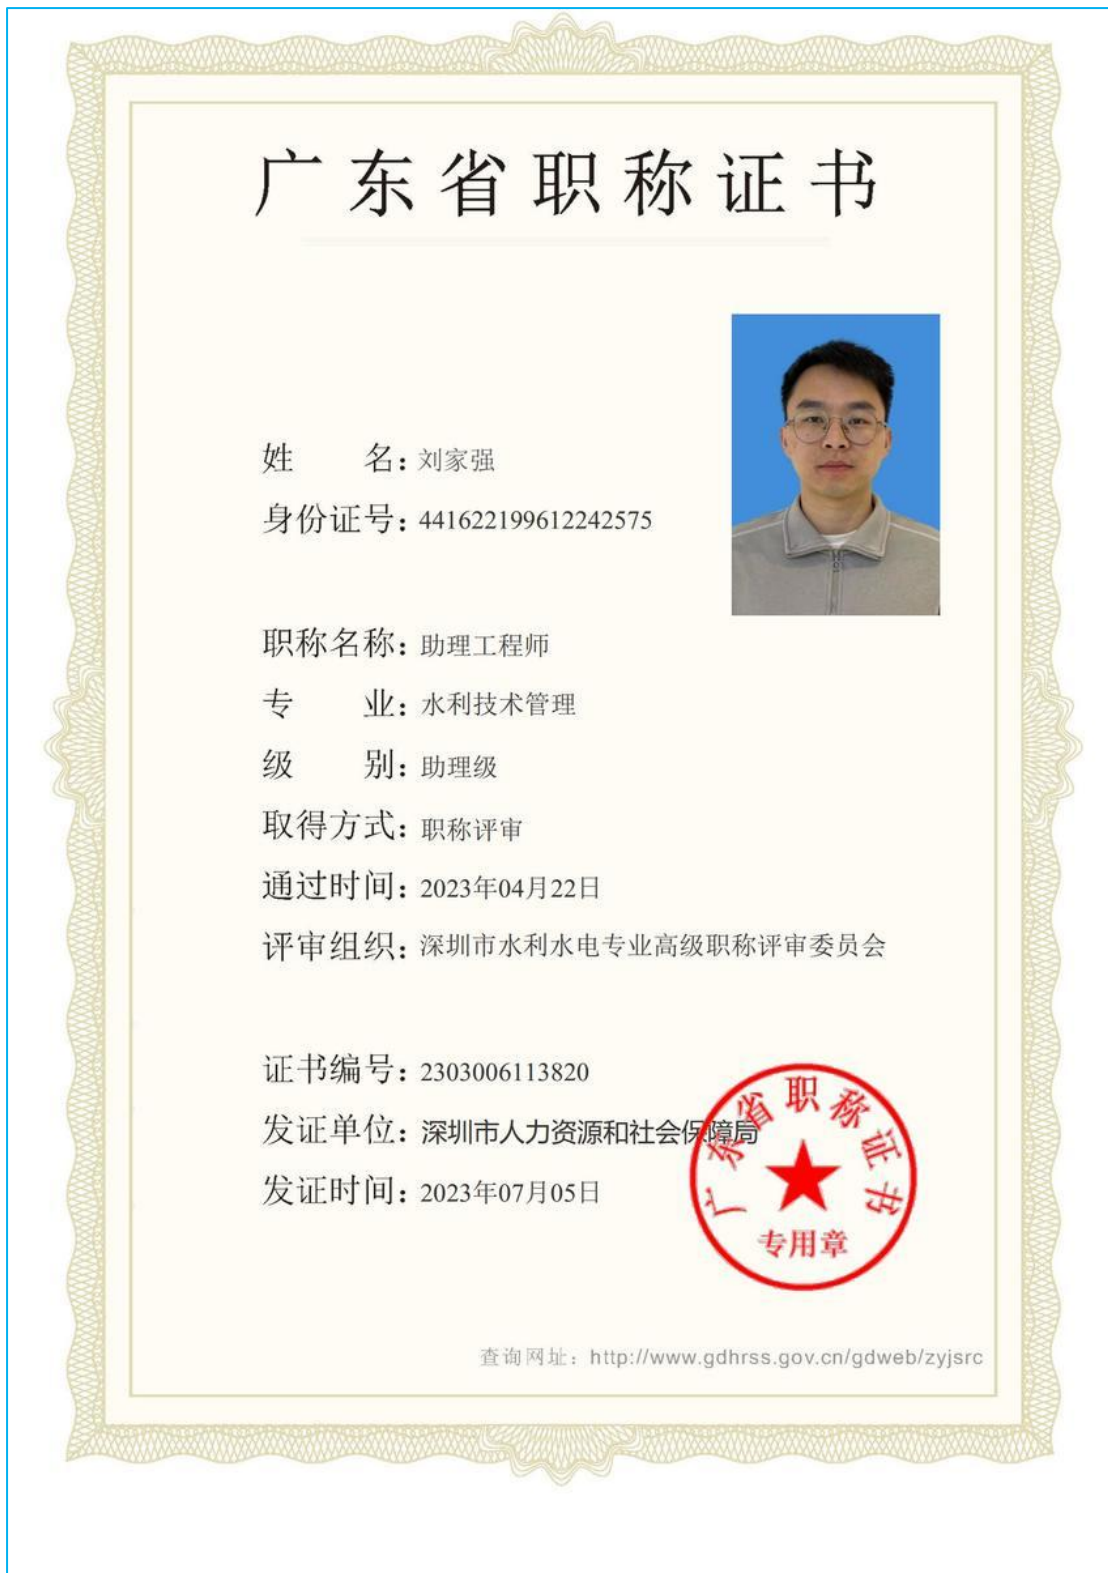 广东省职称证书
姓 名：刘家强
身份证号：441622199612242575
职称名称：助理工程师
专 业：水利技术管理
级 别：助理级
取得方式：职称评审
通过时间：2023年04月22日
评审组织：深圳市水利水电专业高级职称评审委员会
证书编号：2303006113820
发证单位：深圳市人力资源和社会保障局
发证时间：2023年07月05日
广东省职称证书
专用章
查询网址：http://www.gdhrss.gov.cn/gdweb/zyjsrc